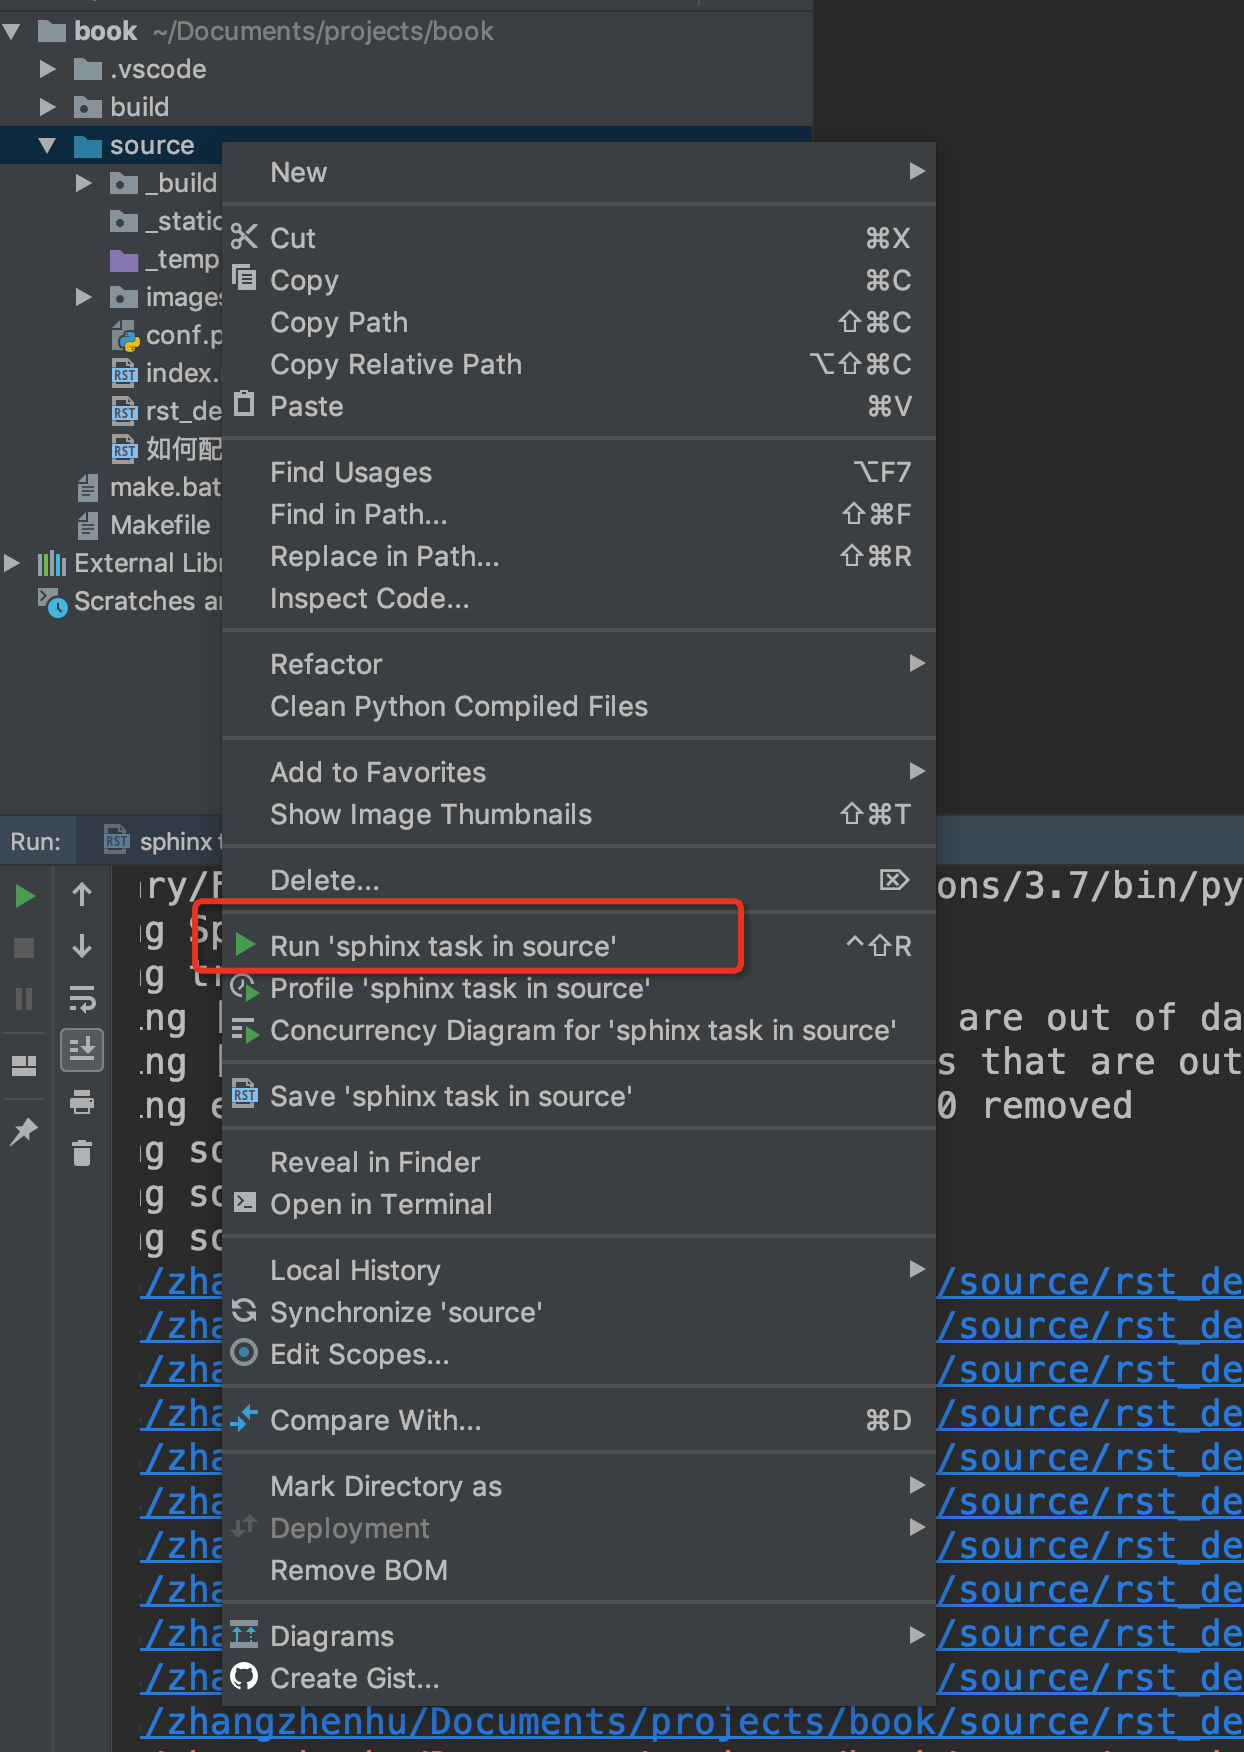 book ~/Documents/projects/book
.vscode
build
source
_build
_static
_temp
images
conf.p
index.
rst_de
如何配
make.bat
Makefile
External Libr
Scratches a
New
Cut ⌘X
Copy ⌘C
Copy Path ⇧⌘C
Copy Relative Path ⌥⇧⌘C
Paste ⌘V
Find Usages ⌥F7
Find in Path... ⇧⌘F
Replace in Path... ⇧⌘R
Inspect Code...
Refactor
Clean Python Compiled Files
Add to Favorites
Show Image Thumbnails ⇧⌘T
Delete... ⌦
Run 'sphinx task in source' ^⇧R
Profile 'sphinx task in source'
Concurrency Diagram for 'sphinx task in source'
Save 'sphinx task in source'
Reveal in Finder
Open in Terminal
Local History
Synchronize 'source'
Edit Scopes...
Compare With... ⌘D
Mark Directory as
Deployment
Remove BOM
Diagrams
Create Gist...
Run: sphinx t
ry/F ons/3.7/bin/py
g Sp
g tr
ng [ are out of da
ng [ s that are out
ng e 0 removed
g so
g so
g so
/zha /source/rst_de
/zha /source/rst_de
/zha /source/rst_de
/zha /source/rst_de
/zha /source/rst_de
/zha /source/rst_de
/zha /source/rst_de
/zha /source/rst_de
/zha /source/rst_de
/zha /source/rst_de
/zhangzhenhu/Documents/projects/book/source/rst_de